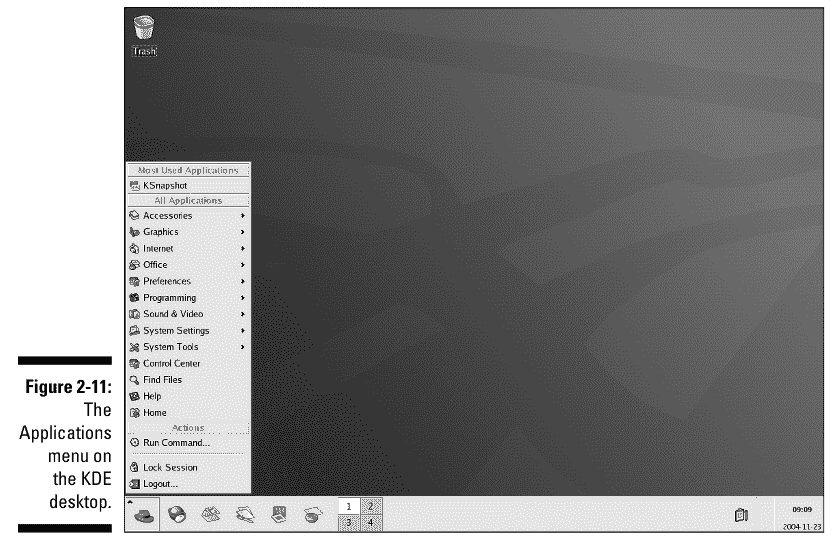 Trash
Most Used Applications
KSnapshot
All Applications
Accessories
Graphics
Internet
Office
Preferences
Programming
Sound & Video
System Settings
System Tools
Control Center
Find Files
Help
Home
Actions
Run Command...
Lock Session
Logout...
1 2
3 4
09:09
2004-11-23
Figure 2-11:
The
Applications
menu on
the KDE
desktop.